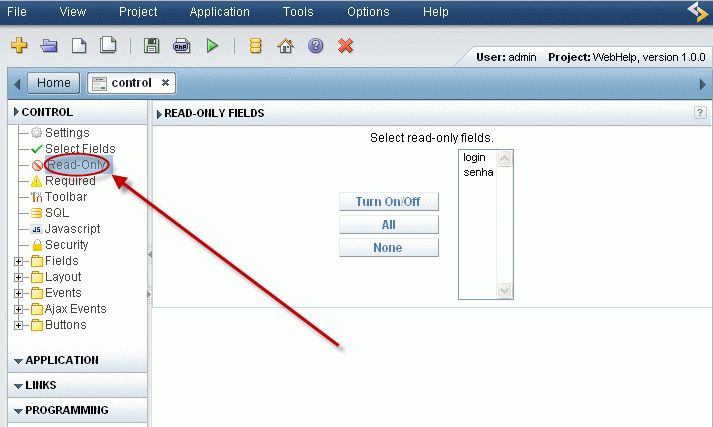 File View Project Application Tools Options Help
PHP
User: admin Project: WebHelp, version 1.0.0
Home control
CONTROL
Settings
Select Fields
Read-Only
Required
Toolbar
SQL
JS Javascript
Security
Fields
Layout
Events
Ajax Events
Buttons
APPLICATION
LINKS
PROGRAMMING
READ-ONLY FIELDS ?
Select read-only fields.
login
senha
Turn On/Off
All
None